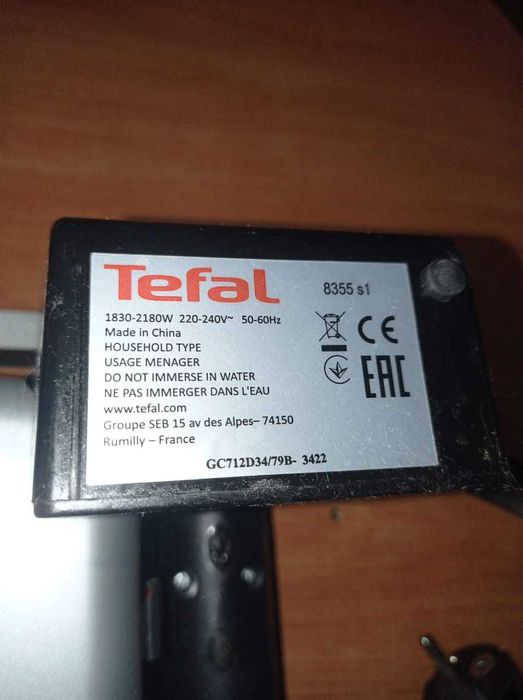 Tefal
8355 s1
1830-2180W 220-240V~ 50-60Hz
Made in China
HOUSEHOLD TYPE
USAGE MENAGER
DO NOT IMMERSE IN WATER
NE PAS IMMERGER DANS L'EAU
www.tefal.com
Groupe SEB 15 av des Alpes– 74150
Rumilly – France
CE
EAC
GC712D34/79B- 3422